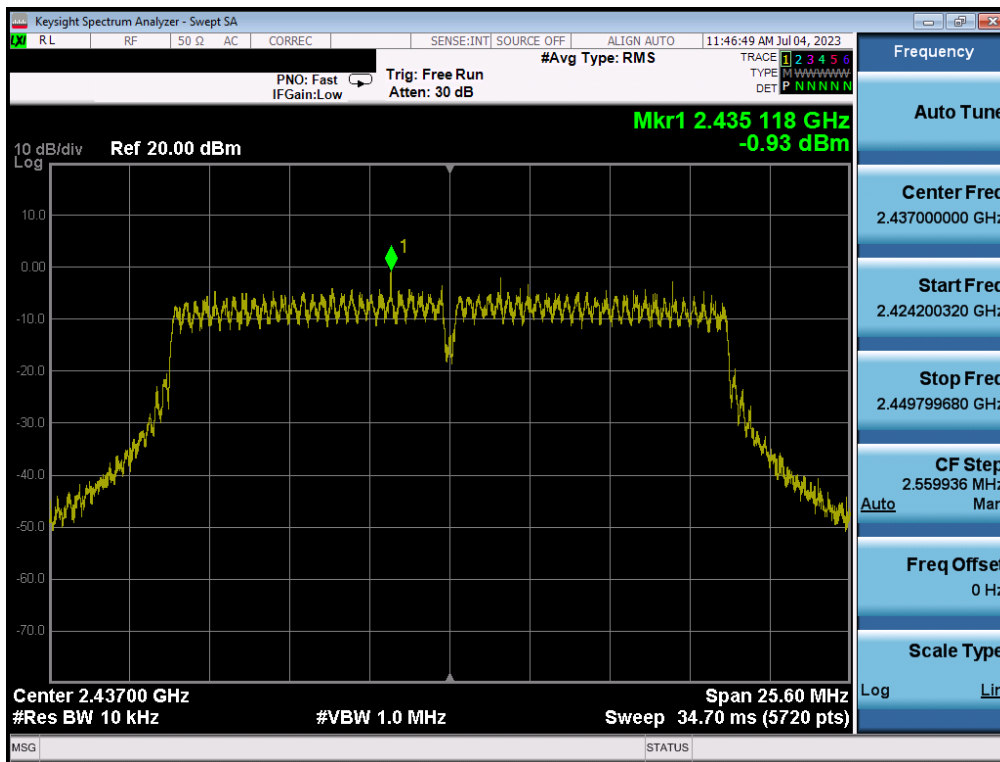 Keysight Spectrum Analyzer - Swept SA
LXI RL RF 50 Ω AC CORREC SENSE:INT SOURCE OFF ALIGN AUTO 11:46:49 AM Jul 04, 2023
PNO: Fast
IFGain:Low
Trig: Free Run
Atten: 30 dB
#Avg Type: RMS
TRACE 1 2 3 4 5 6
TYPE M WWWWW
DET P N N N N N
Mkr1 2.435 118 GHz
-0.93 dBm
10 dB/div
Log
Ref 20.00 dBm
10.0
0.00
-10.0
-20.0
-30.0
-40.0
-50.0
-60.0
-70.0
1
Center 2.43700 GHz
Span 25.60 MHz
#Res BW 10 kHz
#VBW 1.0 MHz
Sweep 34.70 ms (5720 pts)
MSG
STATUS
Frequency
Auto Tune
Center Freq
2.437000000 GHz
Start Freq
2.424200320 GHz
Stop Freq
2.449799680 GHz
CF Step
2.559936 MHz
Auto Man
Freq Offset
0 Hz
Scale Type
Log Lin